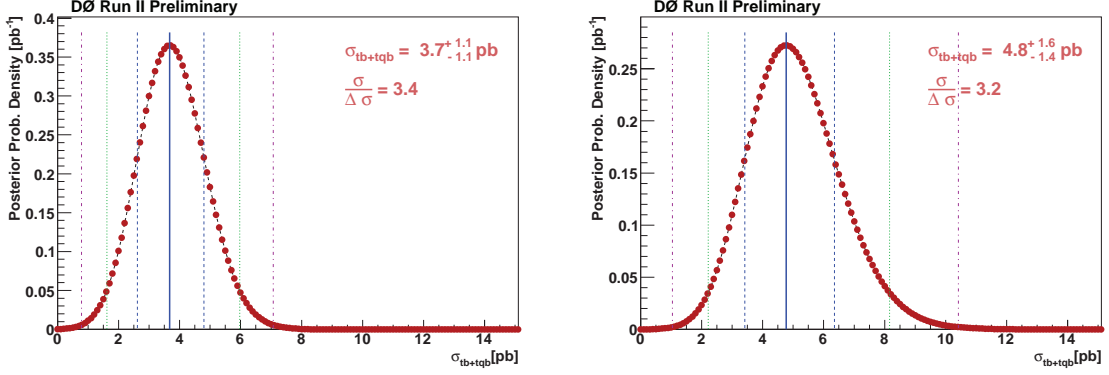 DØ Run II Preliminary
Posterior Prob. Density [pb⁻¹]
0.4
0.35
0.3
0.25
0.2
0.15
0.1
0.05
0
σtb+tqb = 3.7 + 1.1 - 1.1 pb
σ / Δ σ = 3.4
0 2 4 6 8 10 12 14
σtb+tqb[pb]
DØ Run II Preliminary
Posterior Prob. Density [pb⁻¹]
0.25
0.2
0.15
0.1
0.05
0
σtb+tqb = 4.8 + 1.6 - 1.4 pb
σ / Δ σ = 3.2
0 2 4 6 8 10 12 14
σtb+tqb[pb]